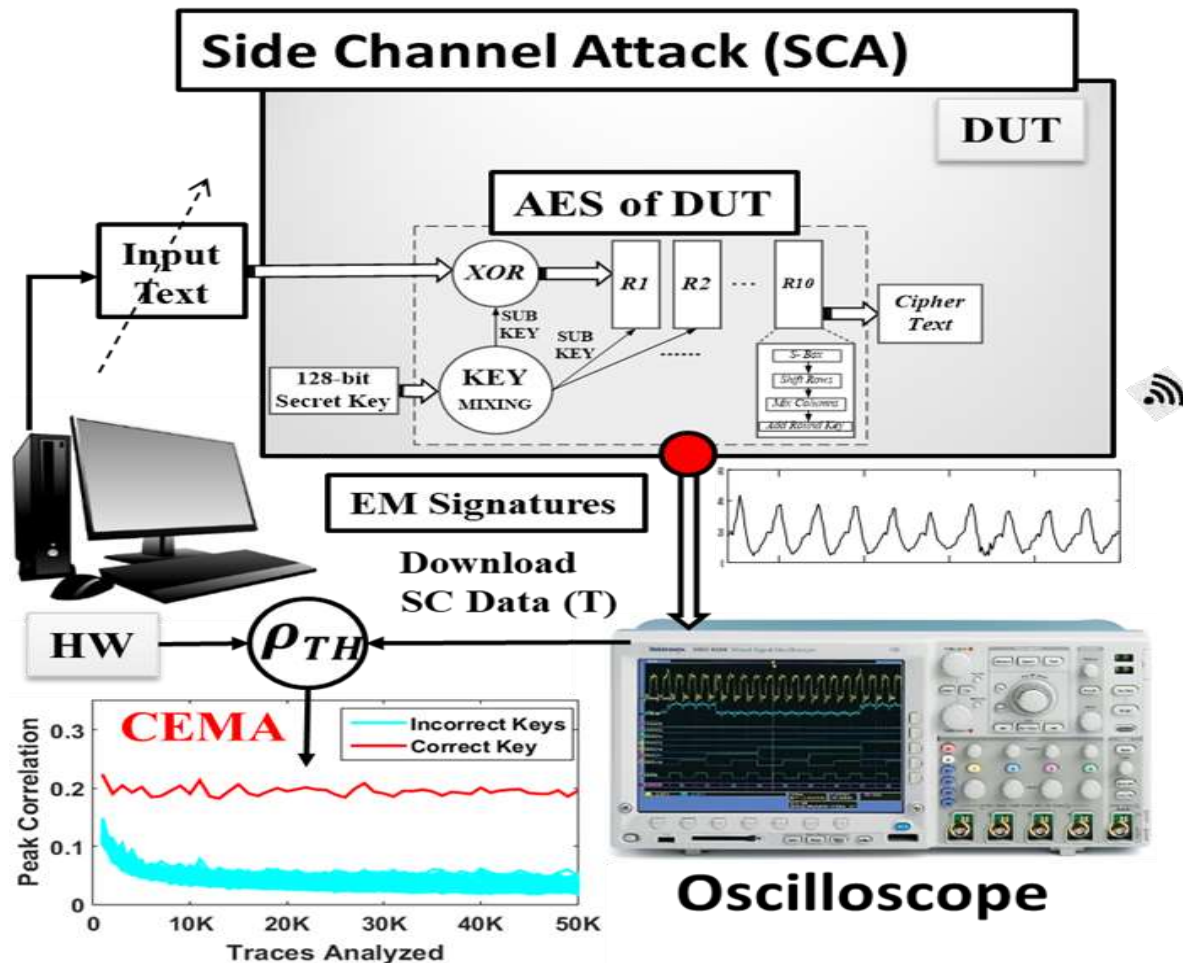 Side Channel Attack (SCA)
DUT
AES of DUT
Input
Text
XOR
R1
R2
....
R10
Cipher
Text
SUB
KEY
SUB
KEY
......
128-bit
Secret Key
KEY
MIXING
S- Box
Shift Rows
Mix Columns
Add Round Key
EM Signatures
Download
SC Data (T)
HW
ρTH
Tektronix
CEMA
Incorrect Keys
Correct Key
Peak Correlation
0.3
0.2
0.1
0
0
10K
20K
30K
40K
50K
Traces Analyzed
Oscilloscope